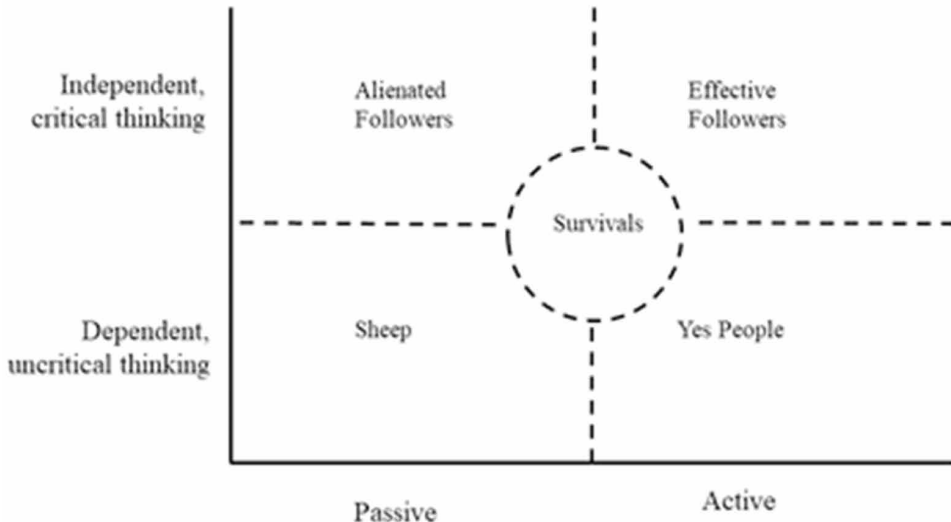 Independent,
critical thinking
Alienated
Followers
Effective
Followers
Survivals
Dependent,
uncritical thinking
Sheep
Yes People
Passive
Active